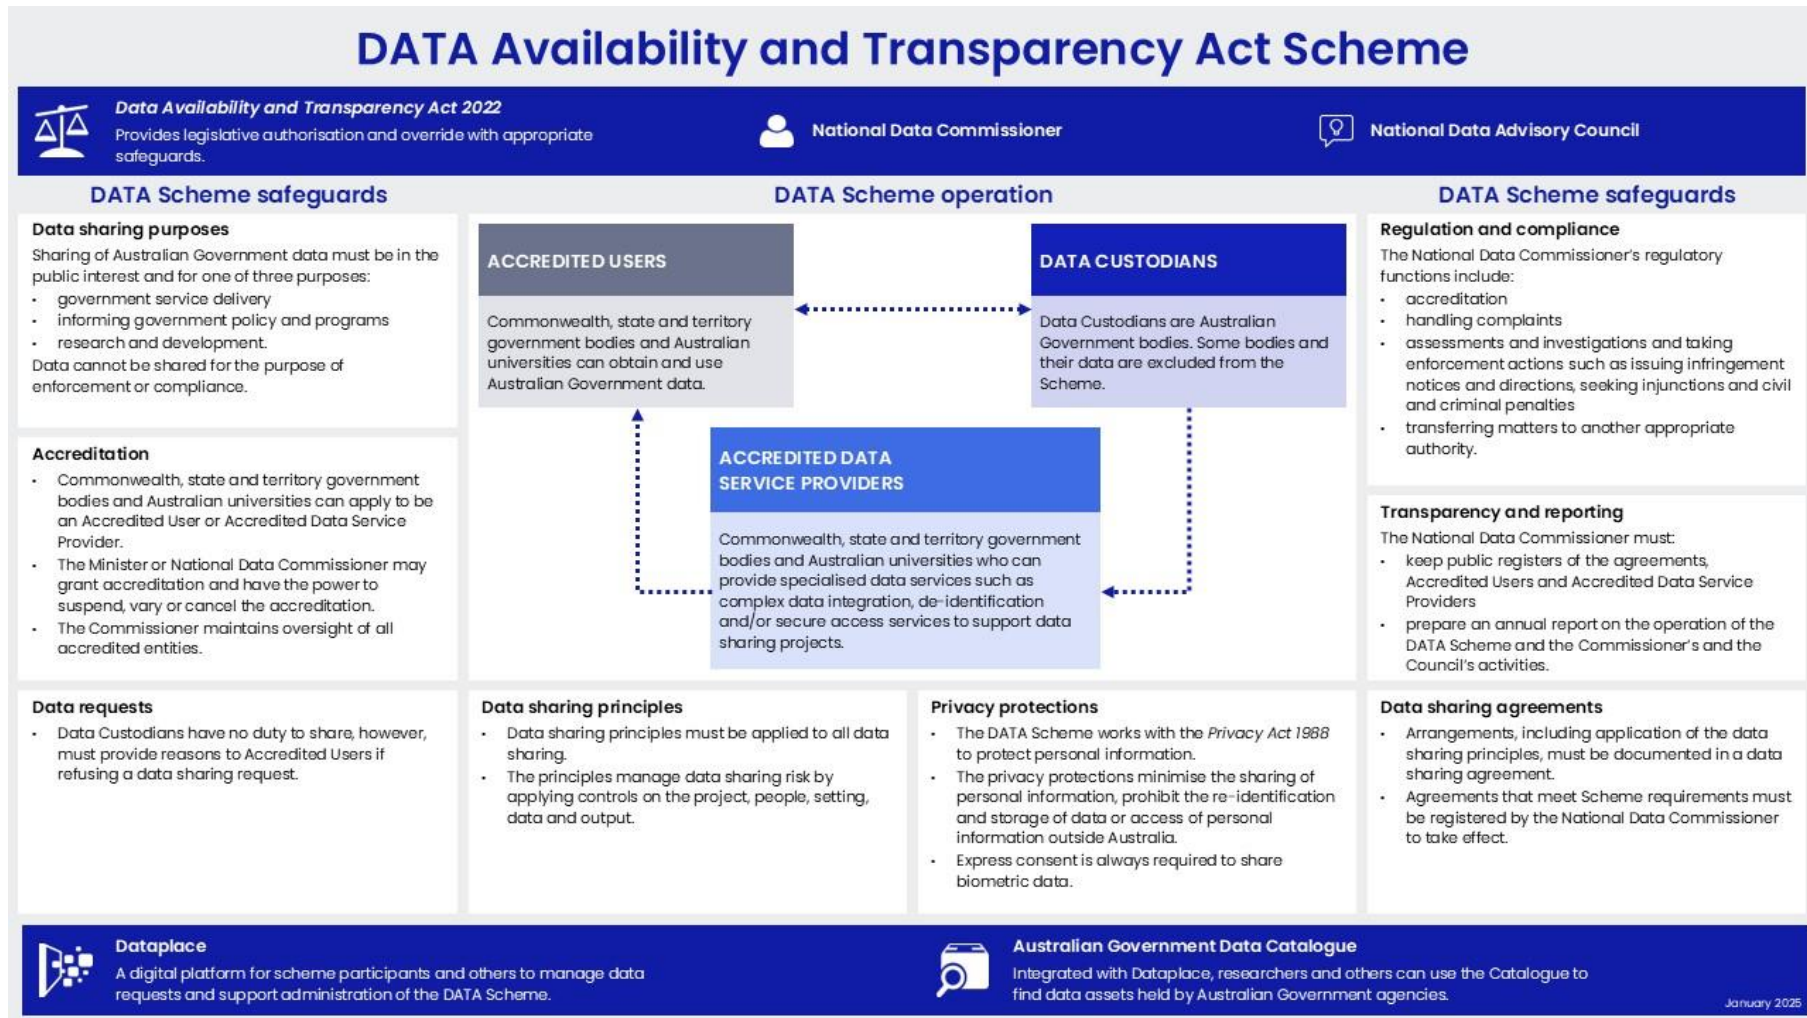 DATA Availability and Transparency Act Scheme
Data Availability and Transparency Act 2022
Provides legislative authorisation and override with appropriate
safeguards.
National Data Commissioner
National Data Advisory Council
DATA Scheme safeguards
Data sharing purposes
Sharing of Australian Government data must be in the
public interest and for one of three purposes:
• government service delivery
• informing government policy and programs
• research and development.
Data cannot be shared for the purpose of
enforcement or compliance.
Accreditation
• Commonwealth, state and territory government
bodies and Australian universities can apply to be
an Accredited User or Accredited Data Service
Provider.
• The Minister or National Data Commissioner may
grant accreditation and have the power to
suspend, vary or cancel the accreditation.
• The Commissioner maintains oversight of all
accredited entities.
DATA Scheme operation
ACCREDITED USERS
Commonwealth, state and territory
government bodies and Australian
universities can obtain and use
Australian Government data.
DATA CUSTODIANS
Data Custodians are Australian
Government bodies. Some bodies and
their data are excluded from the
Scheme.
ACCREDITED DATA
SERVICE PROVIDERS
Commonwealth, state and territory government
bodies and Australian universities who can
provide specialised data services such as
complex data integration, de-identification
and/or secure access services to support data
sharing projects.
DATA Scheme safeguards
Regulation and compliance
The National Data Commissioner's regulatory
functions include:
• accreditation
• handling complaints
• assessments and investigations and taking
enforcement actions such as issuing infringement
notices and directions, seeking injunctions and civil
and criminal penalties
• transferring matters to another appropriate
authority.
Transparency and reporting
The National Data Commissioner must:
• keep public registers of the agreements,
Accredited Users and Accredited Data Service
Providers
• prepare an annual report on the operation of the
DATA Scheme and the Commissioner's and the
Council's activities.
Data requests
• Data Custodians have no duty to share, however,
must provide reasons to Accredited Users if
refusing a data sharing request.
Data sharing principles
• Data sharing principles must be applied to all data
sharing.
• The principles manage data sharing risk by
applying controls on the project, people, setting,
data and output.
Privacy protections
• The DATA Scheme works with the Privacy Act 1988
to protect personal information.
• The privacy protections minimise the sharing of
personal information, prohibit the re-identification
and storage of data or access of personal
information outside Australia.
• Express consent is always required to share
biometric data.
Data sharing agreements
• Arrangements, including application of the data
sharing principles, must be documented in a data
sharing agreement.
• Agreements that meet Scheme requirements must
be registered by the National Data Commissioner
to take effect.
Dataplace
A digital platform for scheme participants and others to manage data
requests and support administration of the DATA Scheme.
Australian Government Data Catalogue
Integrated with Dataplace, researchers and others can use the Catalogue to
find data assets held by Australian Government agencies.
January 2025